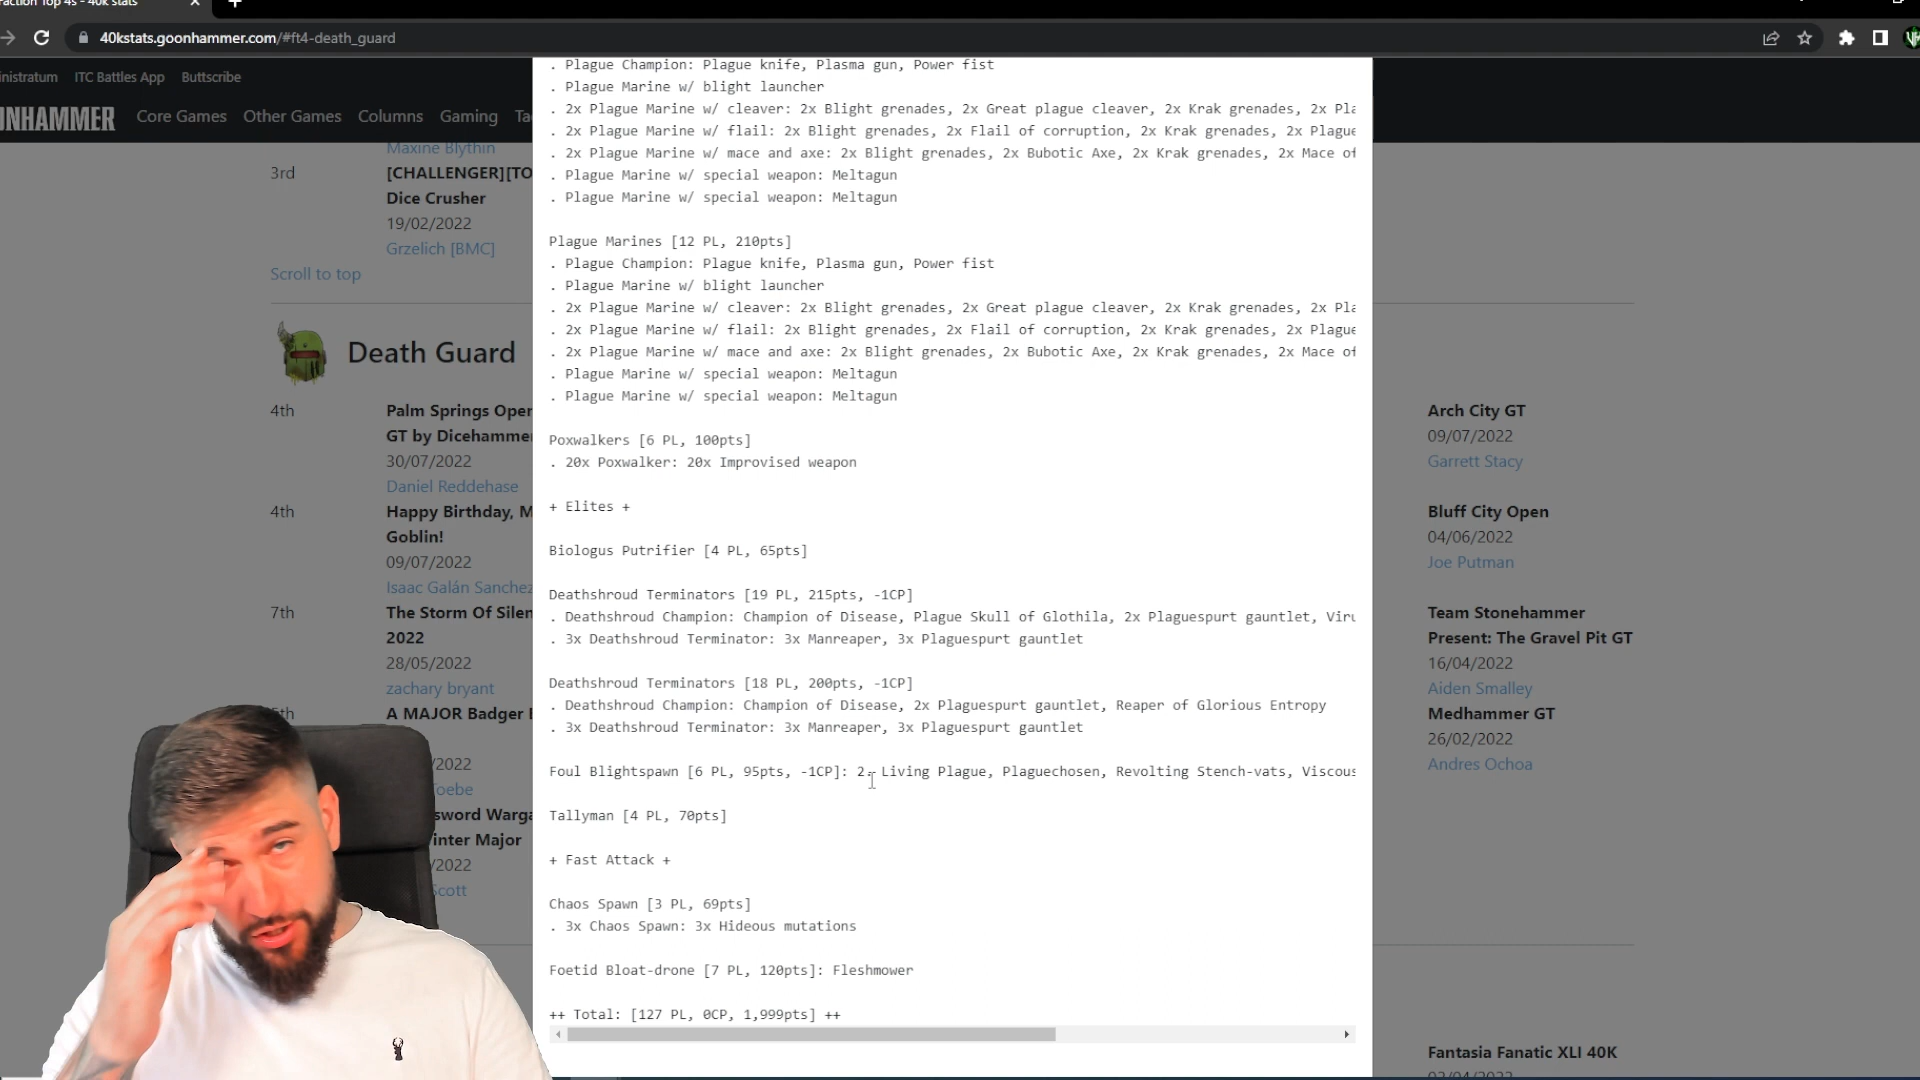 Faction Top 4s - 40k stats
40kstats.goonhammer.com/#ft4-death_guard
ITC Battles App
Buttscribe
Core Games
Other Games
Columns
Gaming
Maxine Blythin
3rd
[CHALLENGER][TO
Dice Crusher
19/02/2022
Grzelich [BMC]
Scroll to top
Death Guard
4th
Palm Springs Open
GT by Dicehammer
30/07/2022
Daniel Reddehase
4th
Happy Birthday, M
Goblin!
09/07/2022
Isaac Galán Sanchez
7th
The Storm Of Silen
2022
28/05/2022
zachary bryant
5th
A MAJOR Badger
. Plague Champion: Plague knife, Plasma gun, Power fist
. Plague Marine w/ blight launcher
. 2x Plague Marine w/ cleaver: 2x Blight grenades, 2x Great plague cleaver, 2x Krak grenades, 2x Pla
. 2x Plague Marine w/ flail: 2x Blight grenades, 2x Flail of corruption, 2x Krak grenades, 2x Plague
. 2x Plague Marine w/ mace and axe: 2x Blight grenades, 2x Bubotic Axe, 2x Krak grenades, 2x Mace of
. Plague Marine w/ special weapon: Meltagun
. Plague Marine w/ special weapon: Meltagun
Plague Marines [12 PL, 210pts]
. Plague Champion: Plague knife, Plasma gun, Power fist
. Plague Marine w/ blight launcher
. 2x Plague Marine w/ cleaver: 2x Blight grenades, 2x Great plague cleaver, 2x Krak grenades, 2x Pla
. 2x Plague Marine w/ flail: 2x Blight grenades, 2x Flail of corruption, 2x Krak grenades, 2x Plague
. 2x Plague Marine w/ mace and axe: 2x Blight grenades, 2x Bubotic Axe, 2x Krak grenades, 2x Mace of
. Plague Marine w/ special weapon: Meltagun
. Plague Marine w/ special weapon: Meltagun
Poxwalkers [6 PL, 100pts]
. 20x Poxwalker: 20x Improvised weapon
+ Elites +
Biologus Putrifier [4 PL, 65pts]
Deathshroud Terminators [19 PL, 215pts, -1CP]
. Deathshroud Champion: Champion of Disease, Plague Skull of Glothila, 2x Plaguespurt gauntlet, Viru
. 3x Deathshroud Terminator: 3x Manreaper, 3x Plaguespurt gauntlet
Deathshroud Terminators [18 PL, 200pts, -1CP]
. Deathshroud Champion: Champion of Disease, 2x Plaguespurt gauntlet, Reaper of Glorious Entropy
. 3x Deathshroud Terminator: 3x Manreaper, 3x Plaguespurt gauntlet
Foul Blightspawn [6 PL, 95pts, -1CP]: 2. Living Plague, Plaguechosen, Revolting Stench-vats, Viscous
Tallyman [4 PL, 70pts]
+ Fast Attack +
Chaos Spawn [3 PL, 69pts]
. 3x Chaos Spawn: 3x Hideous mutations
Foetid Bloat-drone [7 PL, 120pts]: Fleshmower
++ Total: [127 PL, 0CP, 1,999pts] ++
Arch City GT
09/07/2022
Garrett Stacy
Bluff City Open
04/06/2022
Joe Putman
Team Stonehammer
Present: The Gravel Pit GT
16/04/2022
Aiden Smalley
Medhammer GT
26/02/2022
Andres Ochoa
Fantasia Fanatic XLI 40K